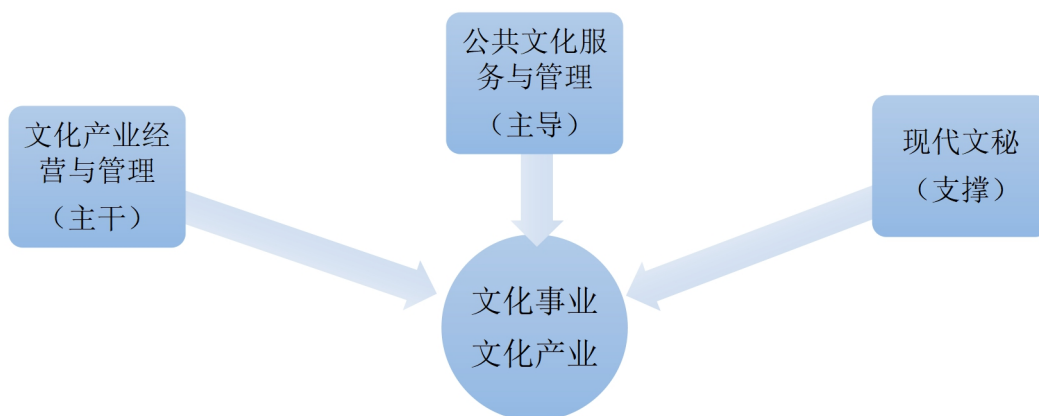 文化产业经
营与管理
（主干）
公共文化服
务与管理
（主导）
现代文秘
（支撑）
文化事业
文化产业